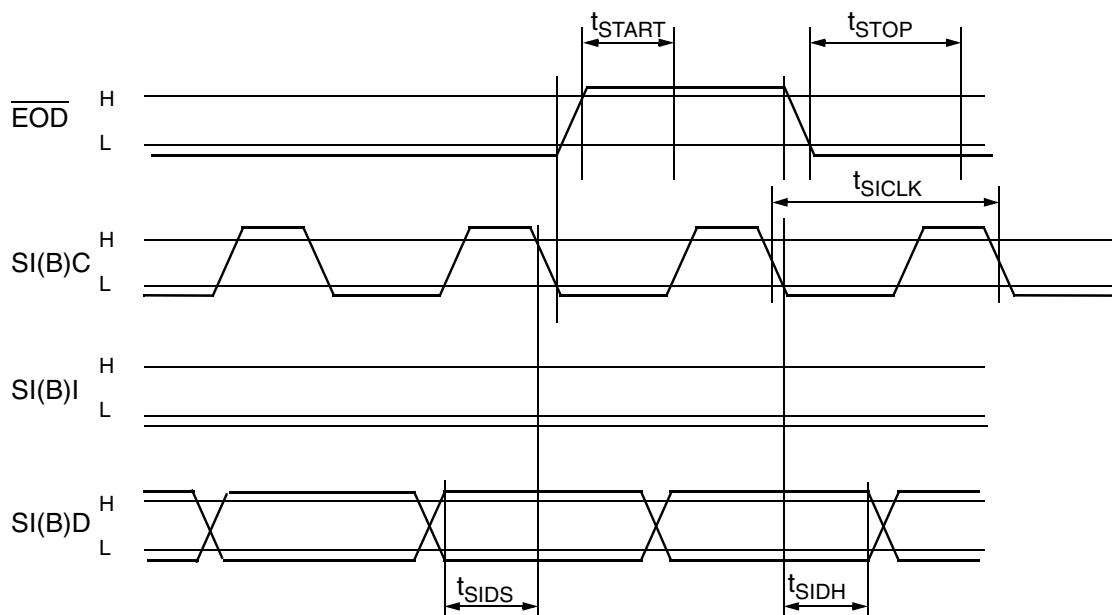 tSTART
tSTOP
EOD
H
L
tSICLK
SI(B)C
H
L
SI(B)I
H
L
SI(B)D
H
L
tSIDS
tSIDH